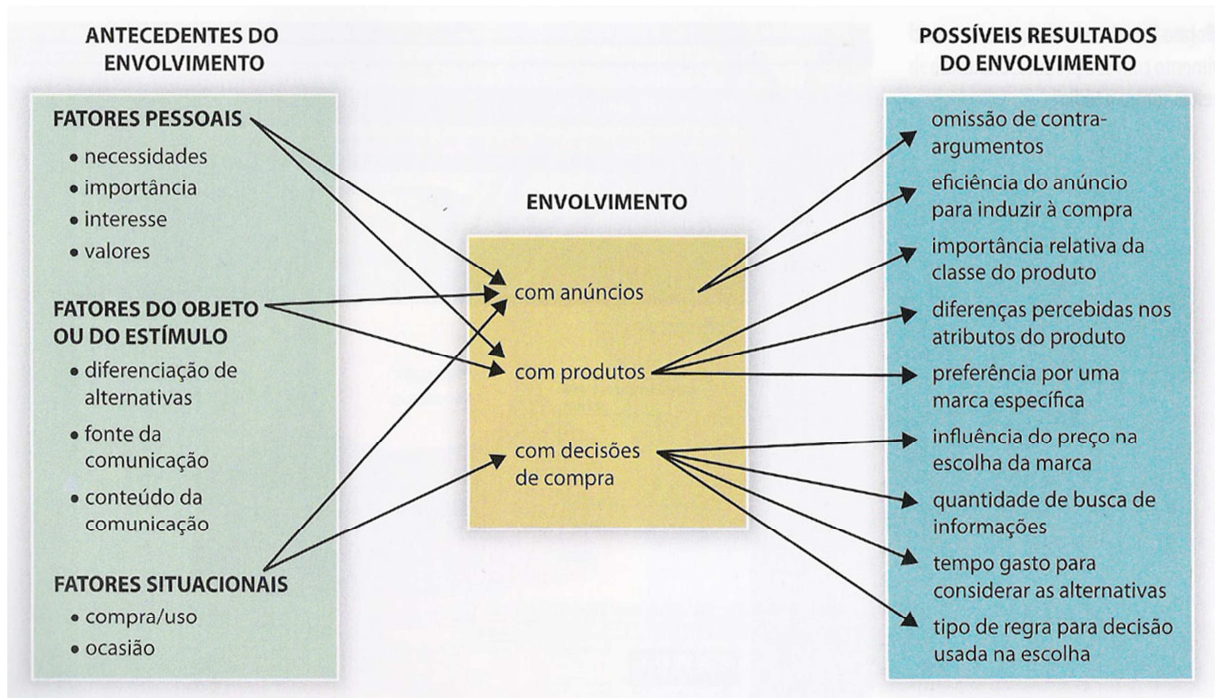 ANTECEDENTES DO
ENVOLVIMENTO
FATORES PESSOAIS
• necessidades
• importância
• interesse
• valores
FATORES DO OBJETO
OU DO ESTÍMULO
• diferenciação de
alternativas
• fonte da
comunicação
• conteúdo da
comunicação
FATORES SITUACIONAIS
• compra/uso
• ocasião
ENVOLVIMENTO
com anúncios
com produtos
com decisões
de compra
POSSÍVEIS RESULTADOS
DO ENVOLVIMENTO
omissão de contra-
argumentos
eficiência do anúncio
para induzir à compra
importância relativa da
classe do produto
diferenças percebidas nos
atributos do produto
preferência por uma
marca específica
influência do preço na
escolha da marca
quantidade de busca de
informações
tempo gasto para
considerar as alternativas
tipo de regra para decisão
usada na escolha